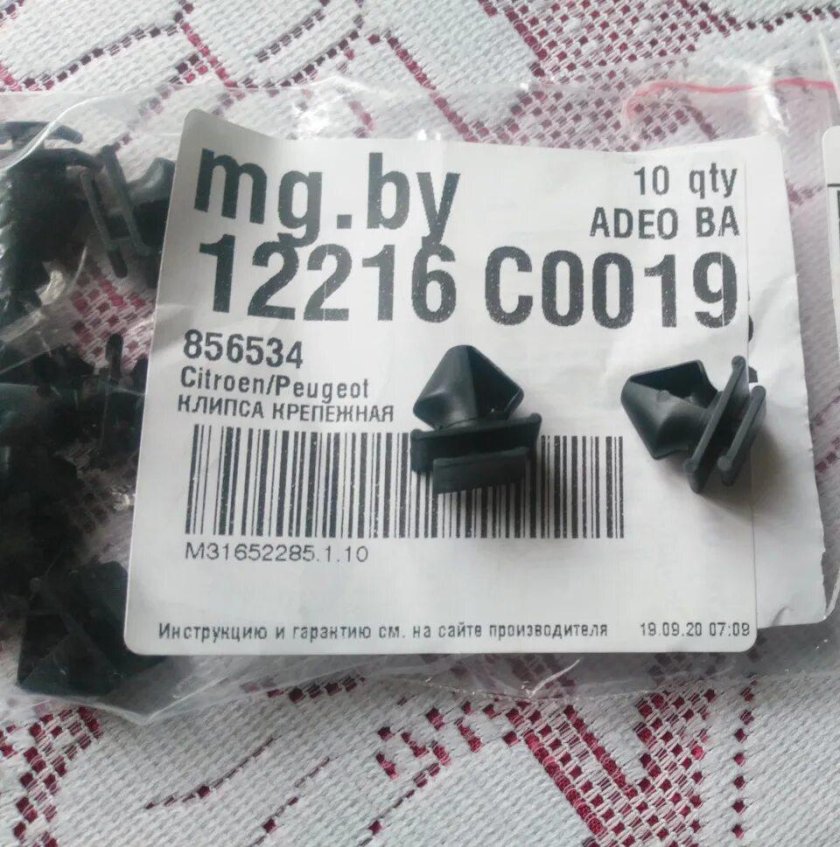 mg.by
10 qty
ADEO BA
12216 C0019
856534
Citroen/Peugeot
КЛИПСА КРЕПЕЖНАЯ
M31652285.1.10
Инструкцию и гарантию см. на сайте производителя 19.09.20 07:09